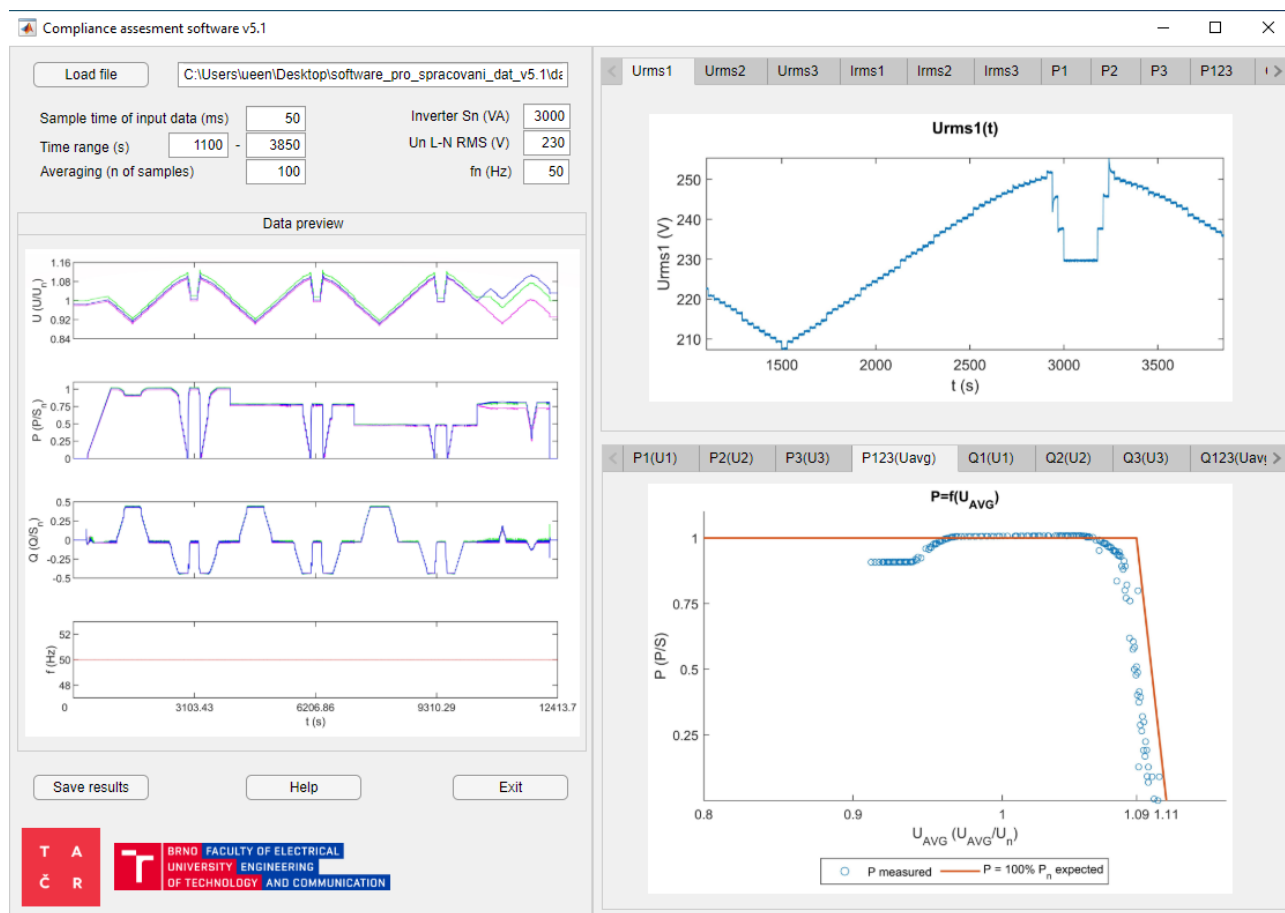 Compliance assesment software v5.1
Load file
C:\Users\ueen\Desktop\software_pro_spracovani_dat_v5.1\da
Sample time of input data (ms) 50
Inverter Sn (VA) 3000
Time range (s) 1100 - 3850
Un L-N RMS (V) 230
Averaging (n of samples) 100
fn (Hz) 50
Data preview
U (U/Un)
1.16
1.08
1
0.92
0.84
P (P/Sn)
1
0.75
0.5
0.25
0
Q (Q/Sn)
0.5
0.25
0
-0.25
-0.5
f (Hz)
52
50
48
0 3103.43 6206.86 9310.29 12413.7
t (s)
Save results Help Exit
T A
Č R
BRNO FACULTY OF ELECTRICAL
UNIVERSITY ENGINEERING
OF TECHNOLOGY AND COMMUNICATION
Urms1 Urms2 Urms3 Irms1 Irms2 Irms3 P1 P2 P3 P123
Urms1(t)
Urms1 (V)
250
240
230
220
210
1500 2000 2500 3000 3500
t (s)
P1(U1) P2(U2) P3(U3) P123(Uavg) Q1(U1) Q2(U2) Q3(U3) Q123(Uav
P=f(UAVG)
P (P/S)
1
0.75
0.5
0.25
0.8 0.9 1 1.09 1.11
UAVG (UAVG/Un)
P measured P = 100% Pn expected